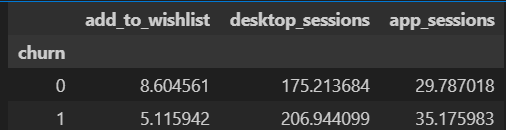 add_to_wishlist desktop_sessions app_sessions
churn
0 8.604561 175.213684 29.787018
1 5.115942 206.944099 35.175983